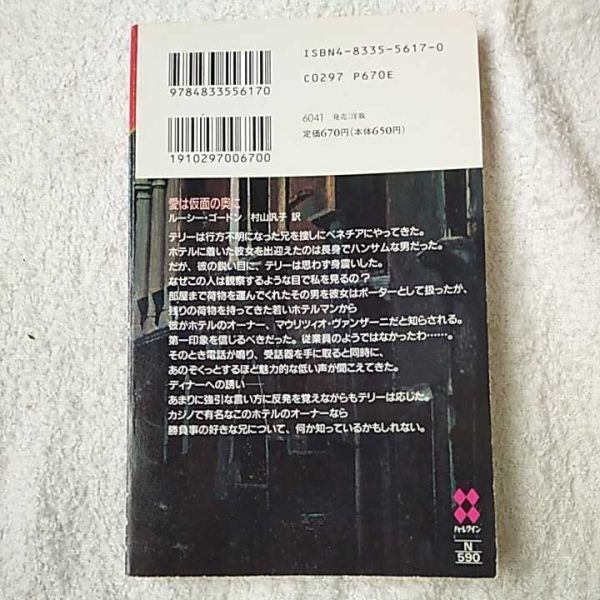 ISBN4-8335-5617-0
C0297 P670E
9784833556170
6041 発売:洋販
定価670円(本体650円)
1910297006700
愛は仮面の奥に
ルーシー・ゴードン/村山汎子 訳
テリーは行方不明になった兄を捜しにベネチアにやってきた。
ホテルに着いた彼女を出迎えたのは長身でハンサムな男だった。
だが、彼の鋭い目に、テリーは思わず身震いした。
なぜこの人は観察するような目で私を見るの?
部屋まで荷物を運んでくれたその男を彼女はポーターとして扱ったが、
残りの荷物を持ってきた若いホテルマンから
彼がホテルのオーナー、マウリツィオ・ヴァンザーニだと知らされる。
第一印象を信じるべきだった。従業員のようではなかったわ……。
そのとき電話が鳴り、受話器を手に取ると同時に、
あのぞくっとするほど魅力的な低い声が聞こえてきた。
ディナーへの誘い──
あまりに強引な言い方に反発を覚えながらもテリーは応じた。
カジノで有名なこのホテルのオーナーなら
勝負事の好きな兄について、何か知っているかもしれない。
ハーレクイン
N
590